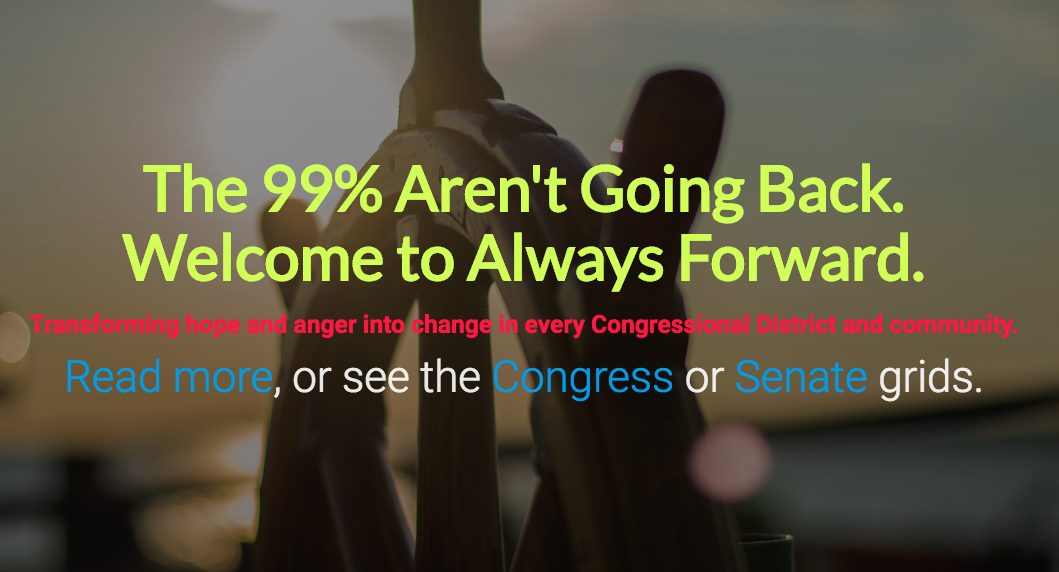 The 99% Aren't Going Back.
Welcome to Always Forward.
Transforming hope and anger into change in every Congressional District and community.
Read more, or see the Congress or Senate grids.